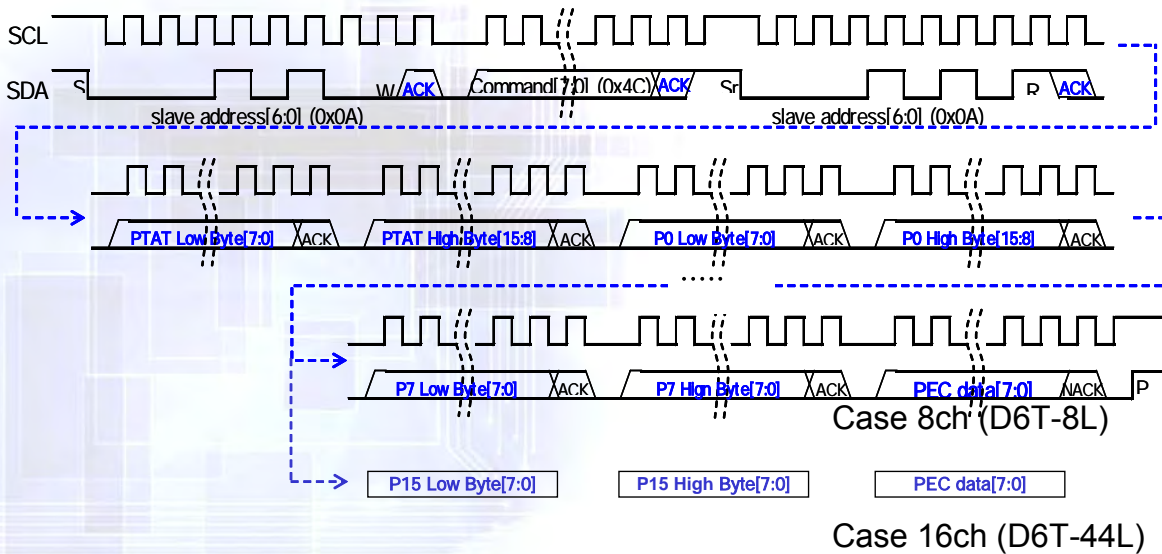 SCL
SDA S W ACK Command[7:0] (0x4C) ACK Sr R ACK
slave address[6:0] (0x0A) slave address[6:0] (0x0A)
PTAT Low Byte[7:0] ACK PTAT High Byte[15:8] ACK P0 Low Byte[7:0] ACK P0 High Byte[15:8] ACK
.....
P7 Low Byte[7:0] ACK P7 High Byte[7:0] ACK PEC data[7:0] NACK P
Case 8ch (D6T-8L)
P15 Low Byte[7:0] P15 High Byte[7:0] PEC data[7:0]
Case 16ch (D6T-44L)